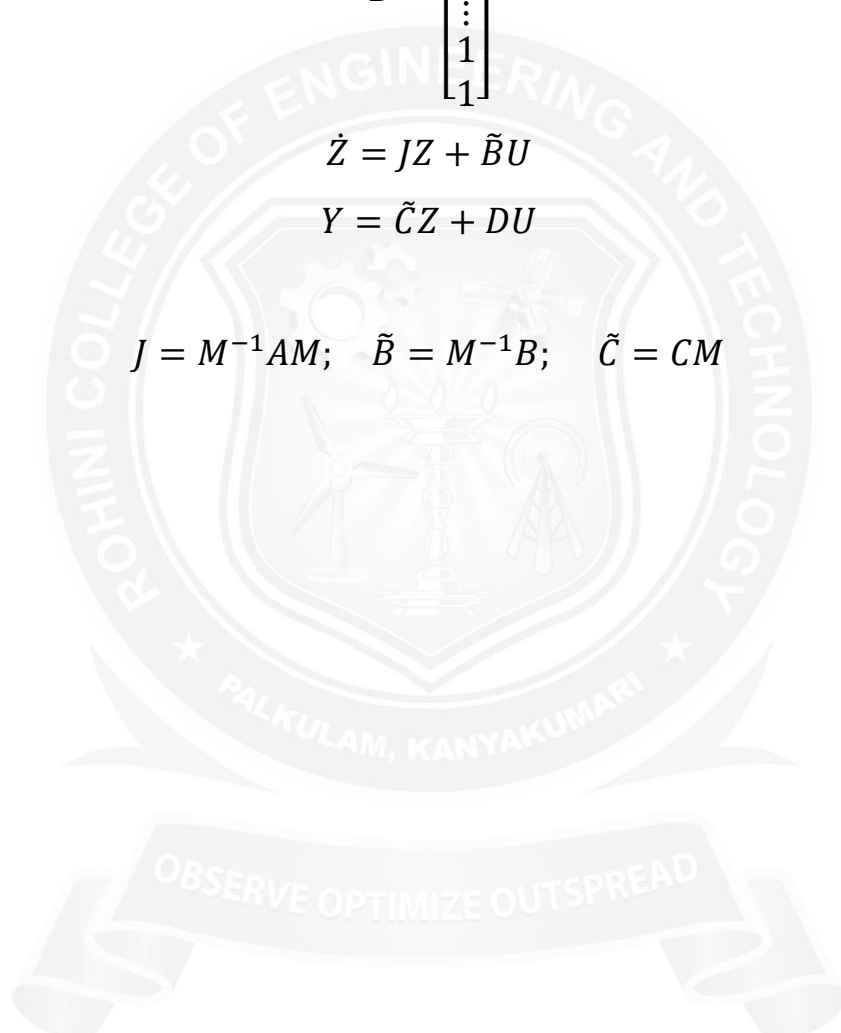 ⋮
1
1
Ż = JZ + B̃U
Y = C̃Z + DU
J = M⁻¹AM; B̃ = M⁻¹B; C̃ = CM
ROHINI COLLEGE OF ENGINEERING AND TECHNOLOGY
PALKULAM, KANYAKUMARI
OBSERVE OPTIMIZE OUTSPREAD